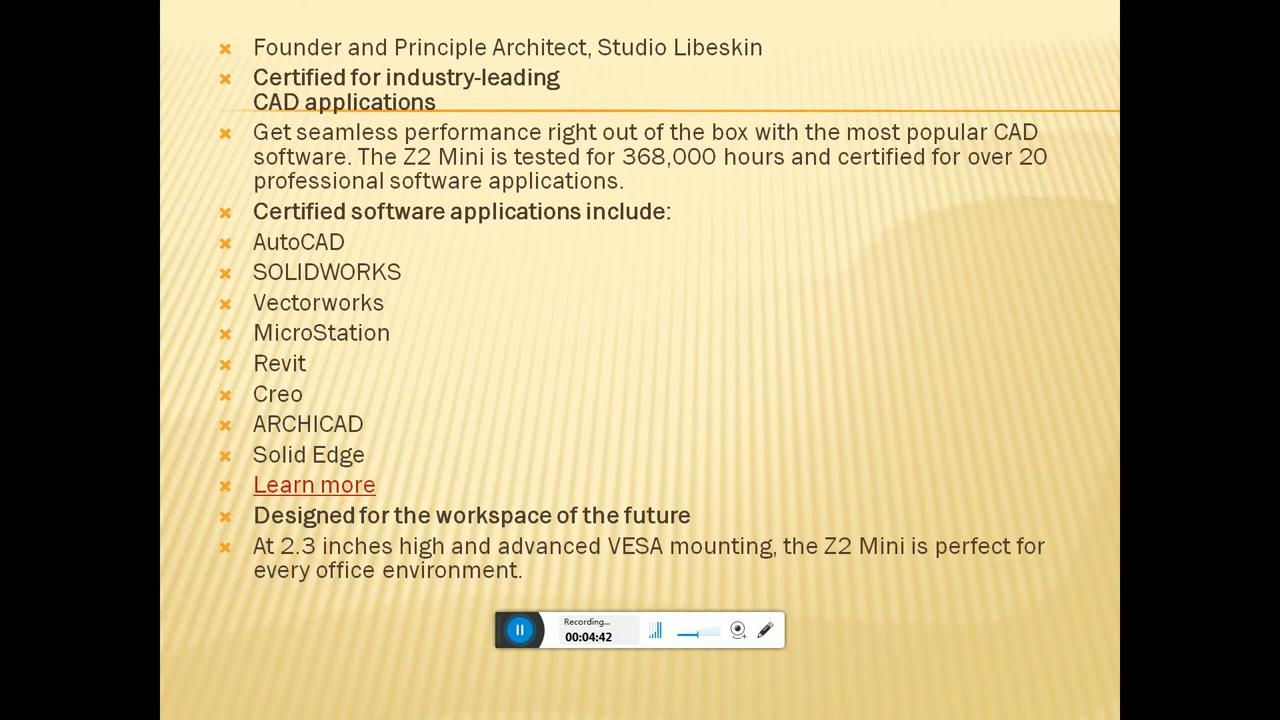 Founder and Principle Architect, Studio Libeskin
Certified for industry-leading
CAD applications
Get seamless performance right out of the box with the most popular CAD
software. The Z2 Mini is tested for 368,000 hours and certified for over 20
professional software applications.
Certified software applications include:
AutoCAD
SOLIDWORKS
Vectorworks
MicroStation
Revit
Creo
ARCHICAD
Solid Edge
Learn more
Designed for the workspace of the future
At 2.3 inches high and advanced VESA mounting, the Z2 Mini is perfect for
every office environment.
Recording...
00:04:42